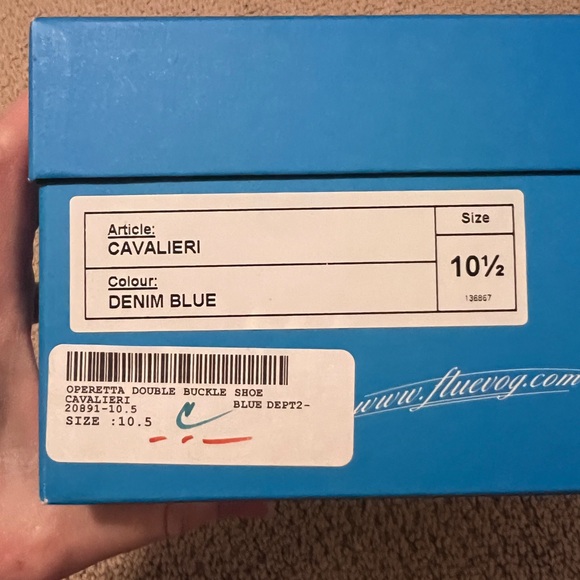 Article:
CAVALIERI
Colour:
DENIM BLUE
Size
10½
136867
OPERETTA DOUBLE BUCKLE SHOE
CAVALIERI
20891-10.5 BLUE DEPT2-
SIZE :10.5
www.fluevog.com